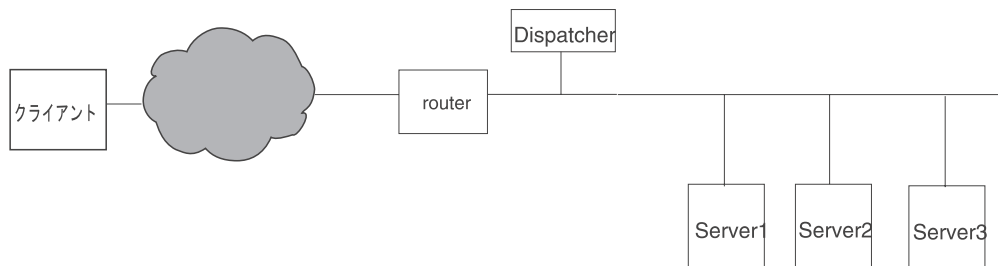 Dispatcher
クライアント
router
Server1
Server2
Server3